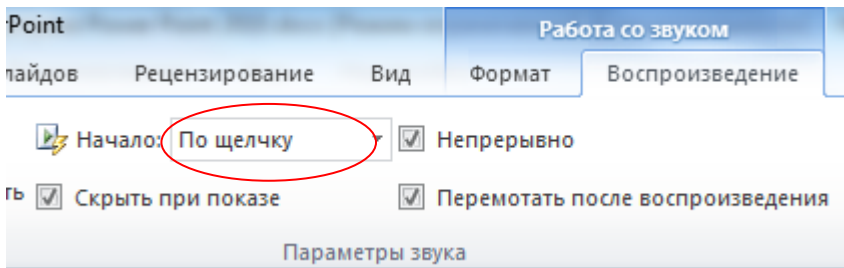 Point
Работа со звуком
лайдов Рецензирование Вид Формат Воспроизведение
Начало: По щелчку Непрерывно
ть Скрыть при показе Перемотать после воспроизведения
Параметры звука